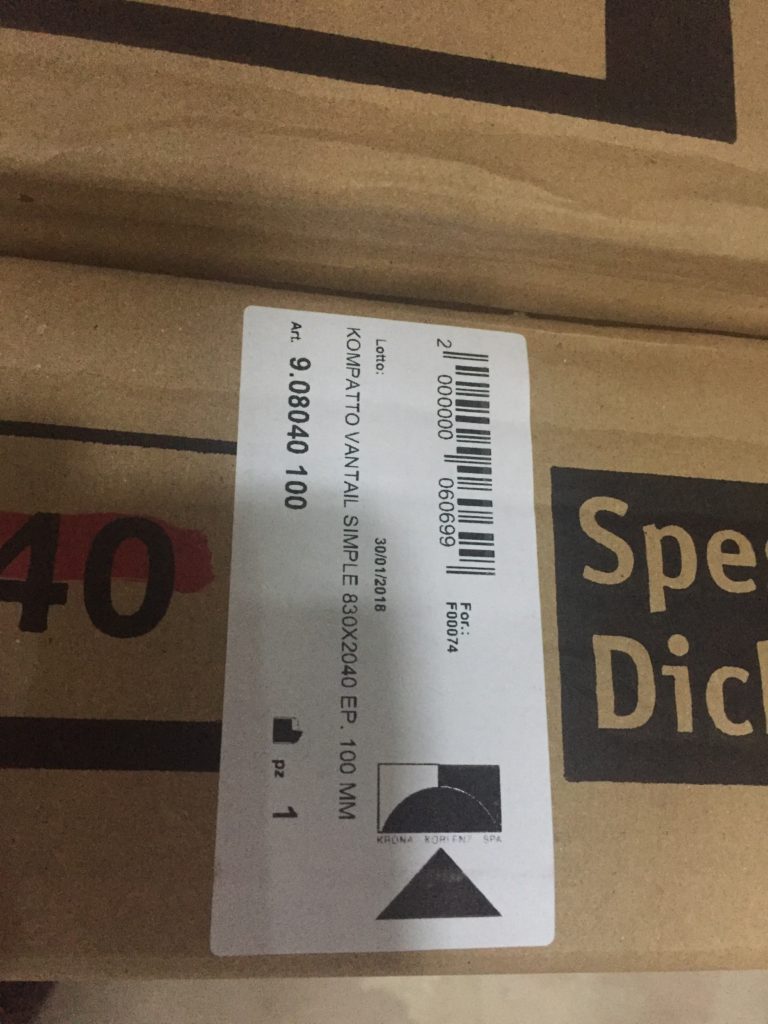 2 000000 060699
For.:
F00074
Lotto: 30/01/2018
KOMPATTO VANTAIL SIMPLE 830X2040 EP. 100 MM
Art. 9.08040 100
pz 1
KRONA KOBLENZ SPA
40
Spe
Dic